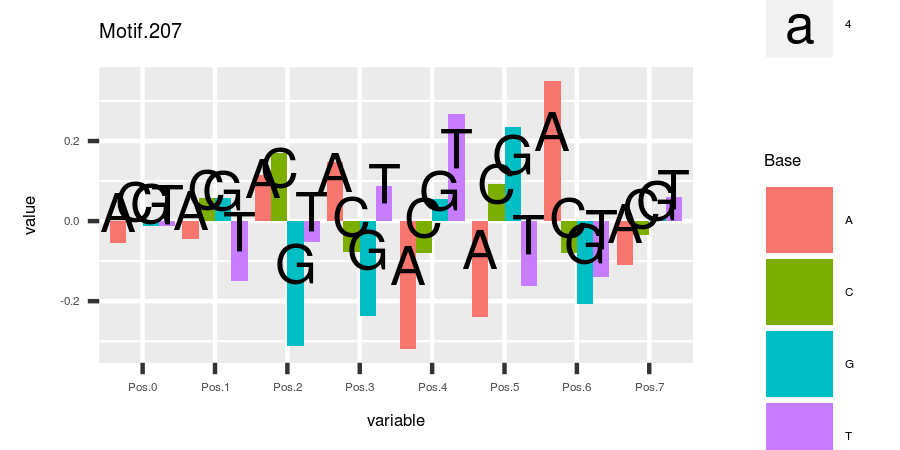 Motif.207
a 4
value
0.2
0.0
-0.2
A C G T A C G T A C G T A C G T A C G T A C G T A C G T A C G T
Pos.0 Pos.1 Pos.2 Pos.3 Pos.4 Pos.5 Pos.6 Pos.7
variable
Base
A
C
G
T